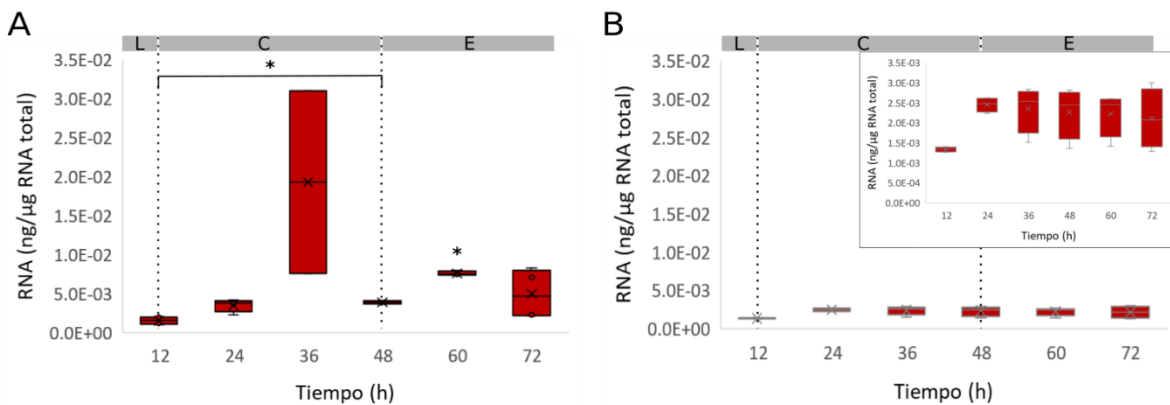 A
L C E
3.5E-02
3.0E-02
2.5E-02
2.0E-02
1.5E-02
1.0E-02
5.0E-03
0.0E+00
RNA (ng/µg RNA total)
*
*
12 24 36 48 60 72
Tiempo (h)
B
L C E
3.5E-02
3.0E-02
2.5E-02
2.0E-02
1.5E-02
1.0E-02
5.0E-03
0.0E+00
RNA (ng/µg RNA total)
12 24 36 48 60 72
Tiempo (h)
3.5E-03
3.0E-03
2.5E-03
2.0E-03
1.5E-03
1.0E-03
5.0E-04
0.0E+00
RNA (ng/µg RNA total)
12 24 36 48 60 72
Tiempo (h)